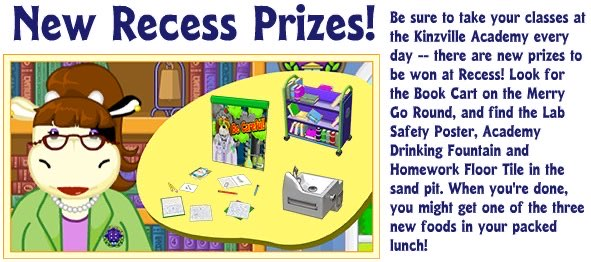 New Recess Prizes!
Be sure to take your classes at
the Kinzville Academy every
day -- there are new prizes to
be won at Recess! Look for
the Book Cart on the Merry
Go Round, and find the Lab
Safety Poster, Academy
Drinking Fountain and
Homework Floor Tile in the
sand pit. When you're done,
you might get one of the three
new foods in your packed
lunch!
Be Careful!